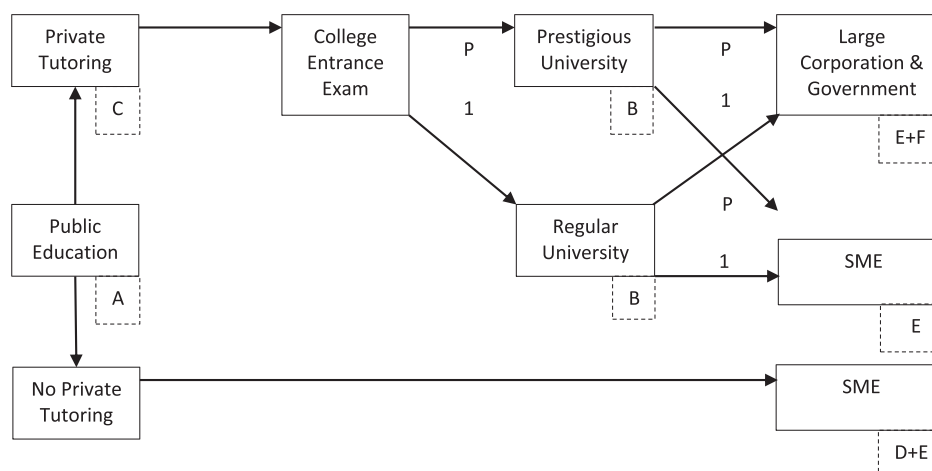 Private
Tutoring
C
College
Entrance
Exam
P
1
Prestigious
University
B
P
1
Large
Corporation &
Government
E+F
Public
Education
A
Regular
University
B
P
1
SME
E
No Private
Tutoring
SME
D+E